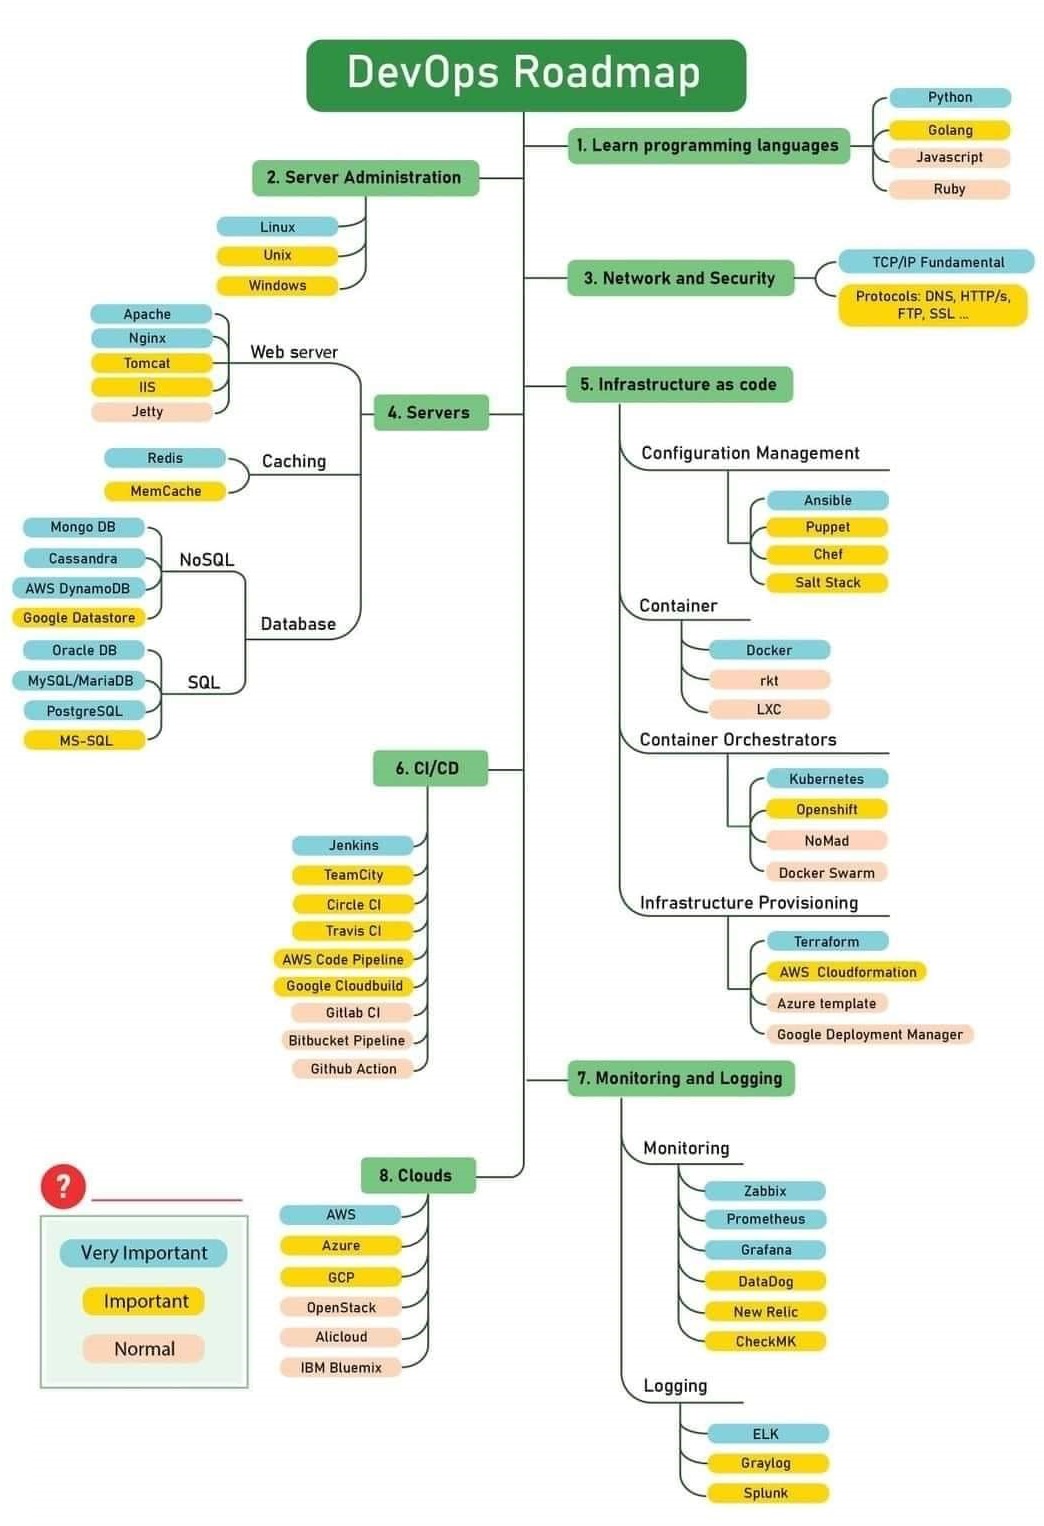 DevOps Roadmap
1. Learn programming languages
Python
Golang
Javascript
Ruby
2. Server Administration
Linux
Unix
Windows
3. Network and Security
TCP/IP Fundamental
Protocols: DNS, HTTP/s,
FTP, SSL ...
4. Servers
Web server
Apache
Nginx
Tomcat
IIS
Jetty
Caching
Redis
MemCache
Database
NoSQL
Mongo DB
Cassandra
AWS DynamoDB
Google Datastore
SQL
Oracle DB
MySQL/MariaDB
PostgreSQL
MS-SQL
5. Infrastructure as code
Configuration Management
Ansible
Puppet
Chef
Salt Stack
Container
Docker
rkt
LXC
Container Orchestrators
Kubernetes
Openshift
NoMad
Docker Swarm
Infrastructure Provisioning
Terraform
AWS Cloudformation
Azure template
Google Deployment Manager
6. CI/CD
Jenkins
TeamCity
Circle CI
Travis CI
AWS Code Pipeline
Google Cloudbuild
Gitlab CI
Bitbucket Pipeline
Github Action
7. Monitoring and Logging
Monitoring
Zabbix
Prometheus
Grafana
DataDog
New Relic
CheckMK
Logging
ELK
Graylog
Splunk
8. Clouds
AWS
Azure
GCP
OpenStack
Alicloud
IBM Bluemix
?
Very Important
Important
Normal